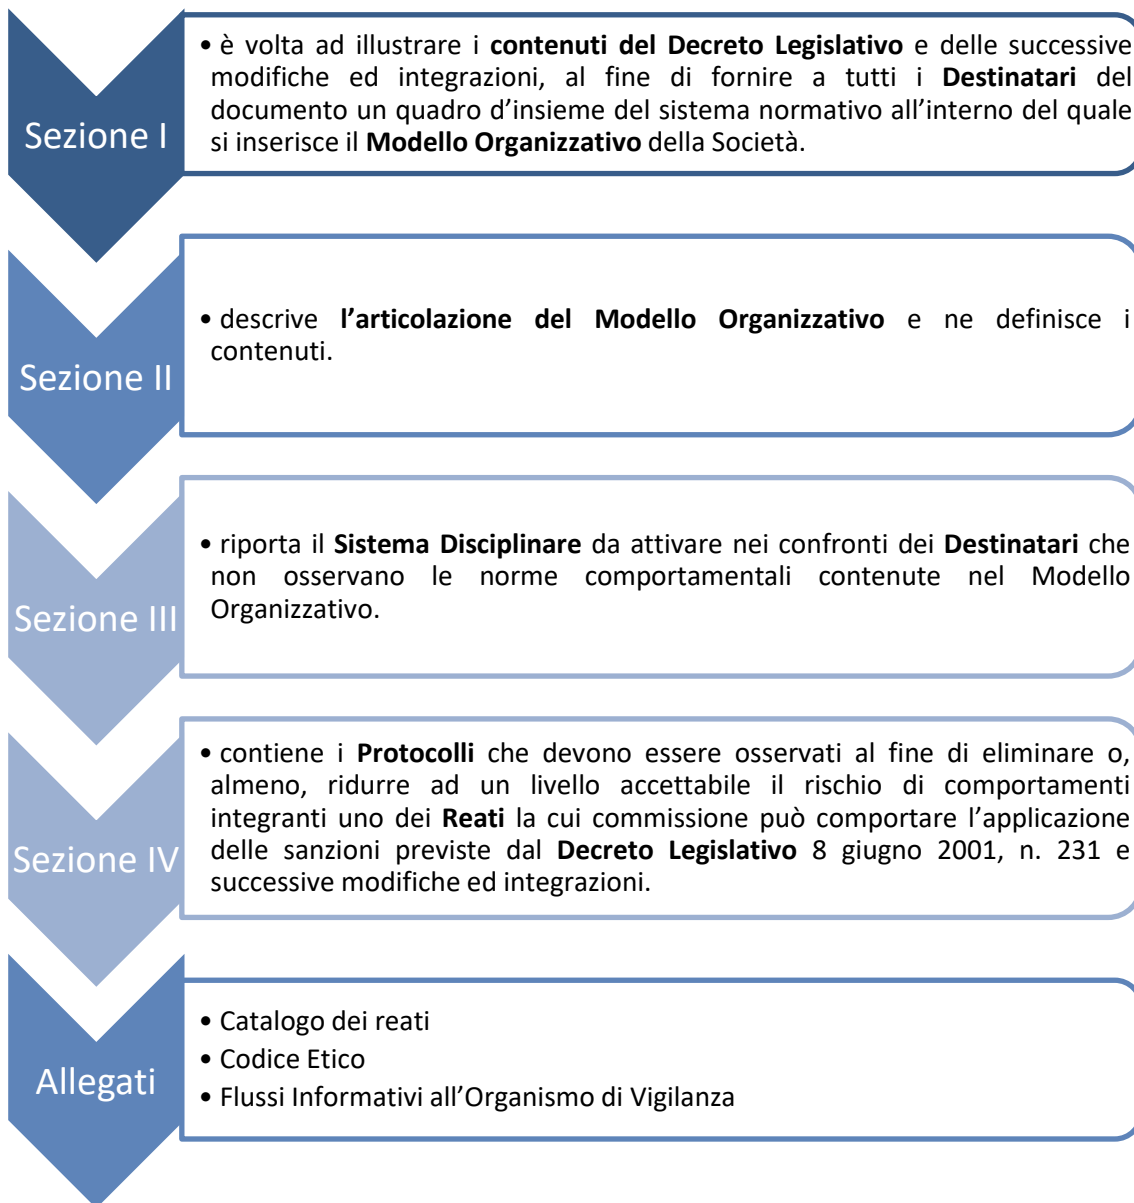 Sezione I
• è volta ad illustrare i contenuti del Decreto Legislativo e delle successive
modifiche ed integrazioni, al fine di fornire a tutti i Destinatari del
documento un quadro d’insieme del sistema normativo all’interno del quale
si inserisce il Modello Organizzativo della Società.
Sezione II
• descrive l’articolazione del Modello Organizzativo e ne definisce i
contenuti.
Sezione III
• riporta il Sistema Disciplinare da attivare nei confronti dei Destinatari che
non osservano le norme comportamentali contenute nel Modello
Organizzativo.
Sezione IV
• contiene i Protocolli che devono essere osservati al fine di eliminare o,
almeno, ridurre ad un livello accettabile il rischio di comportamenti
integranti uno dei Reati la cui commissione può comportare l’applicazione
delle sanzioni previste dal Decreto Legislativo 8 giugno 2001, n. 231 e
successive modifiche ed integrazioni.
Allegati
• Catalogo dei reati
• Codice Etico
• Flussi Informativi all’Organismo di Vigilanza